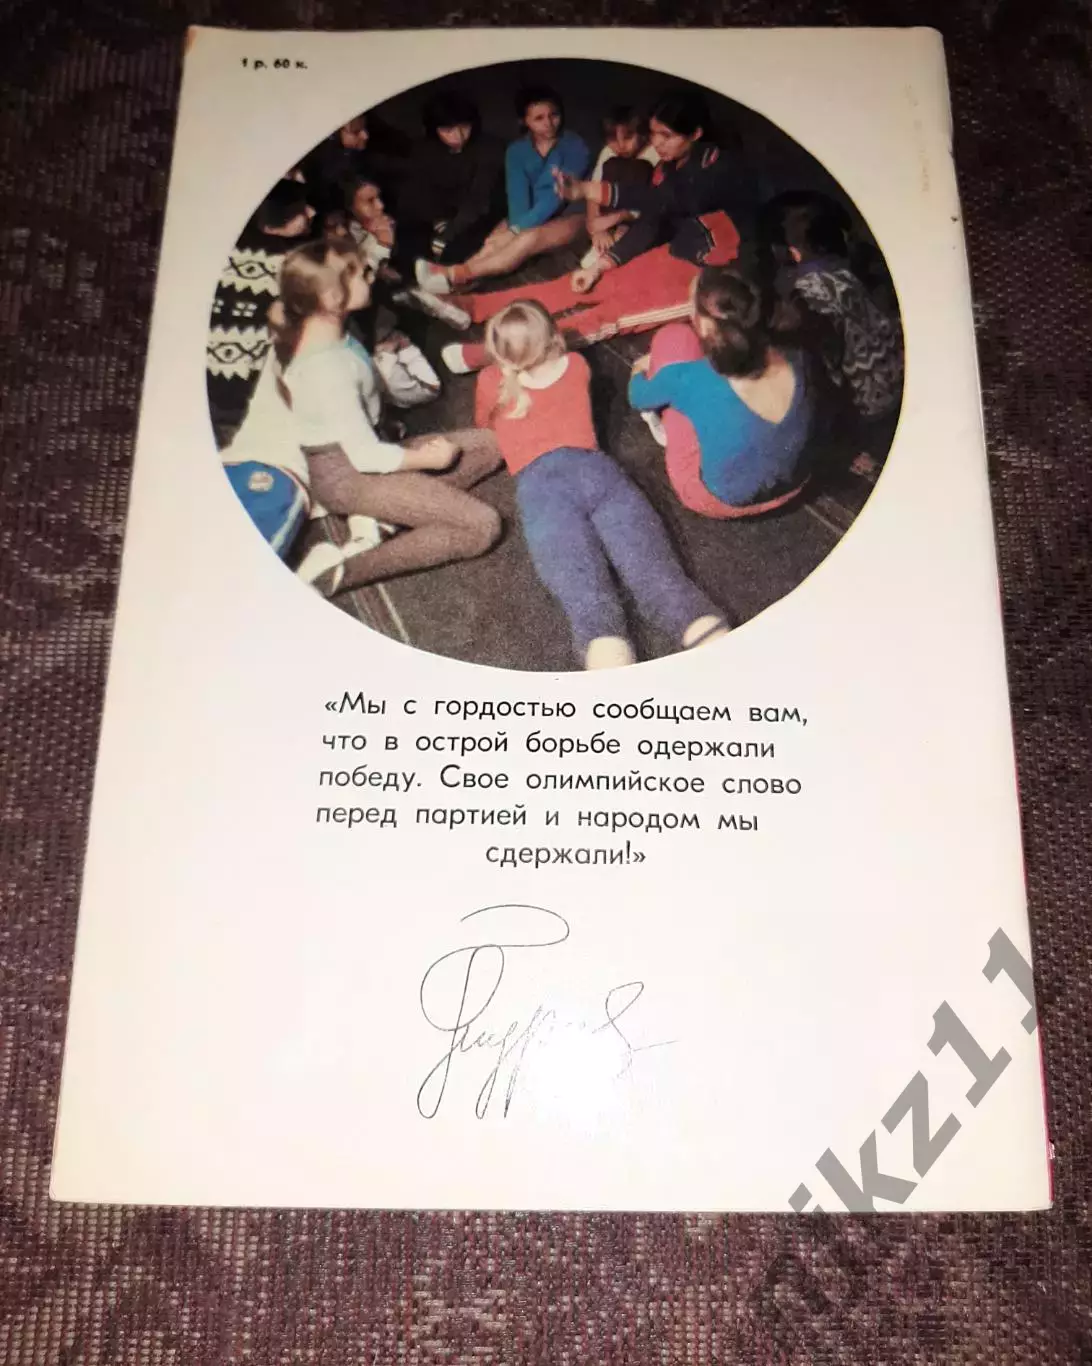 1 р. 60 к.
«Мы с гордостью сообщаем вам,
что в острой борьбе одержали
победу. Свое олимпийское слово
перед партией и народом мы
сдержали!»
nikz11